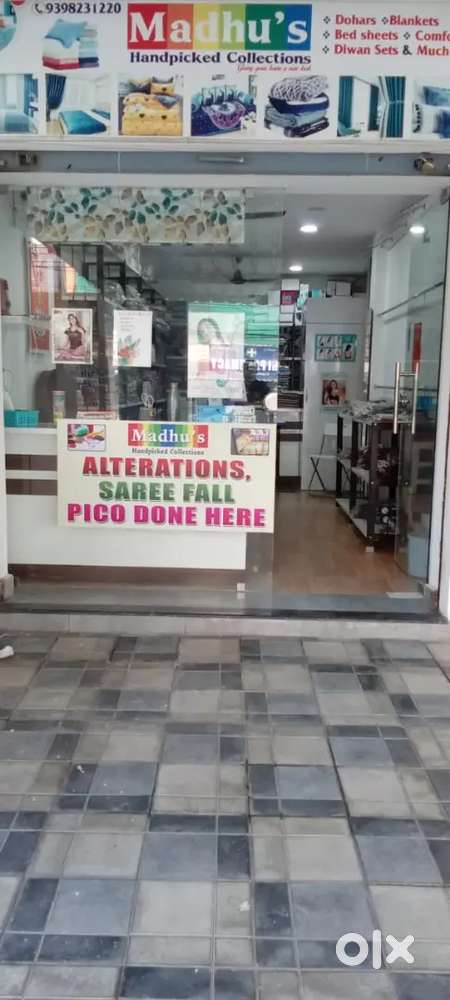 9398231220
Madhu's
Handpicked Collections
❖ Dohars ❖Blankets
❖ Bed sheets ❖ Comfo
❖ Diwan Sets & Much
Madhu's
Handpicked Collections
ALTERATIONS,
SAREE FALL
PICO DONE HERE
olx